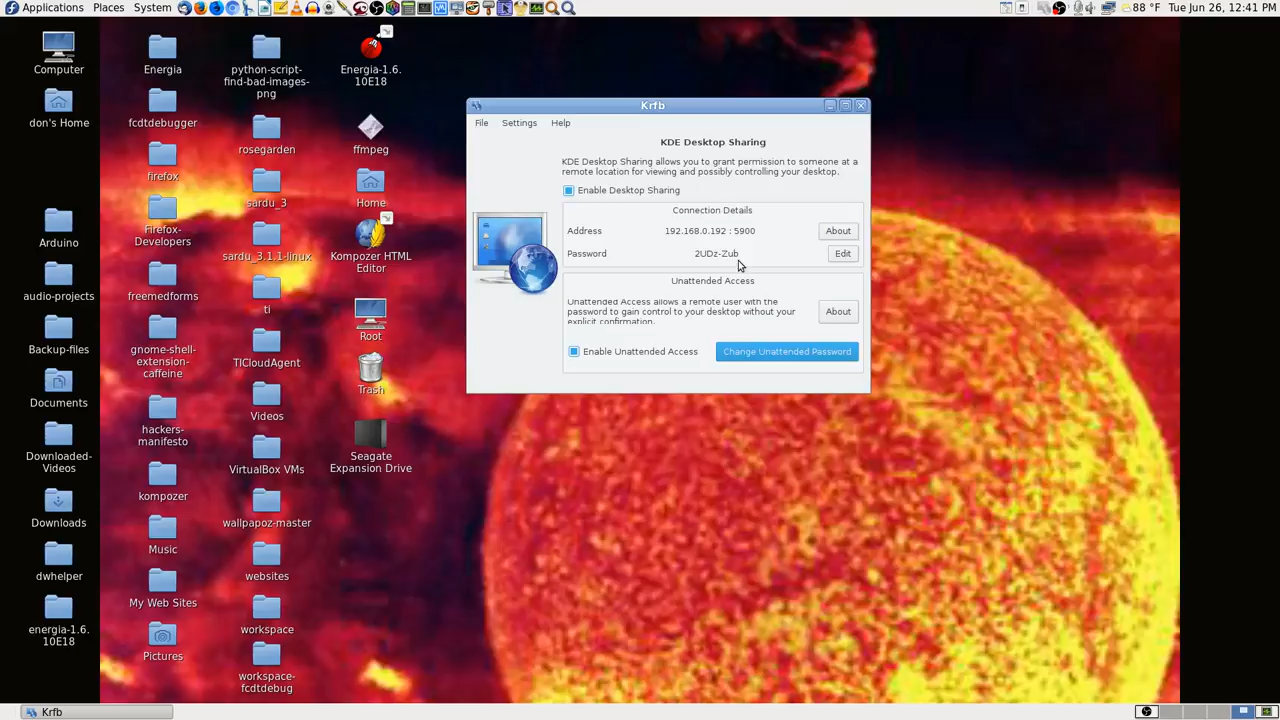 Applications Places System
88 °F Tue Jun 26, 12:41 PM
Computer
don's Home
Arduino
audio-projects
Backup-files
Documents
Downloaded-
Videos
Downloads
dwhelper
energia-1.6.
10E18
Energia
fcdtdebugger
firefox
Firefox-
Developers
freemedforms
gnome-shell-
extension-
caffeine
hackers-
manifesto
kompozer
Music
My Web Sites
Pictures
python-script-
find-bad-images-
png
rosegarden
sardu_3
sardu_3.1.1-linux
ti
TICloudAgent
Videos
VirtualBox VMs
wallpapoz-master
websites
workspace
workspace-
fcdtdebug
Energia-1.6.
10E18
ffmpeg
Home
Kompozer HTML
Editor
Root
Trash
Seagate
Expansion Drive
Krfb
File Settings Help
KDE Desktop Sharing
KDE Desktop Sharing allows you to grant permission to someone at a
remote location for viewing and possibly controlling your desktop.
Enable Desktop Sharing
Connection Details
Address 192.168.0.192 : 5900 About
Password 2UDz-Zub Edit
Unattended Access
Unattended Access allows a remote user with the
password to gain control to your desktop without your
explicit confirmation.
About
Enable Unattended Access Change Unattended Password
Krfb